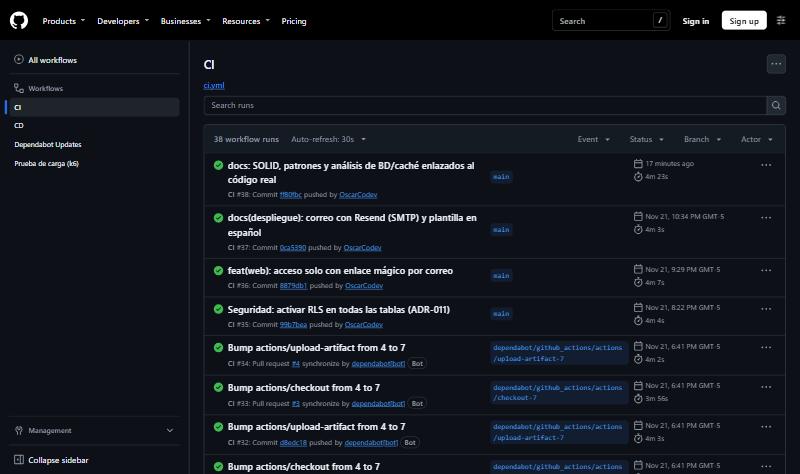 Products Developers Businesses Resources Pricing Search / Sign in Sign up
All workflows
Workflows
CI
CD
Dependabot Updates
Prueba de carga (k6)
Management
Collapse sidebar
CI
ci.yml
Search runs
38 workflow runs Auto-refresh: 30s Event Status Branch Actor
docs: SOLID, patrones y análisis de BD/caché enlazados al
código real
CI #38: Commit ff80fbc pushed by OscarCodev
main
17 minutes ago
4m 23s
docs(despliegue): correo con Resend (SMTP) y plantilla en
español
CI #37: Commit 0ca5390 pushed by OscarCodev
main
Nov 21, 10:34 PM GMT-5
4m 3s
feat(web): acceso solo con enlace mágico por correo
CI #36: Commit 8879db1 pushed by OscarCodev
main
Nov 21, 9:29 PM GMT-5
4m 7s
Seguridad: activar RLS en todas las tablas (ADR-011)
CI #35: Commit 99b7bea pushed by OscarCodev
main
Nov 21, 8:22 PM GMT-5
4m 4s
Bump actions/upload-artifact from 4 to 7
CI #34: Pull request #4 synchronize by dependabot[bot] Bot
dependabot/github_actions/actions
/upload-artifact-7
Nov 21, 6:41 PM GMT-5
4m 2s
Bump actions/checkout from 4 to 7
CI #33: Pull request #3 synchronize by dependabot[bot] Bot
dependabot/github_actions/actions
/checkout-7
Nov 21, 6:41 PM GMT-5
3m 56s
Bump actions/upload-artifact from 4 to 7
CI #32: Commit d8edc18 pushed by dependabot[bot] Bot
dependabot/github_actions/actions
/upload-artifact-7
Nov 21, 6:41 PM GMT-5
4m 3s
Bump actions/checkout from 4 to 7
dependabot/github_actions/actions
Nov 21, 6:41 PM GMT-5